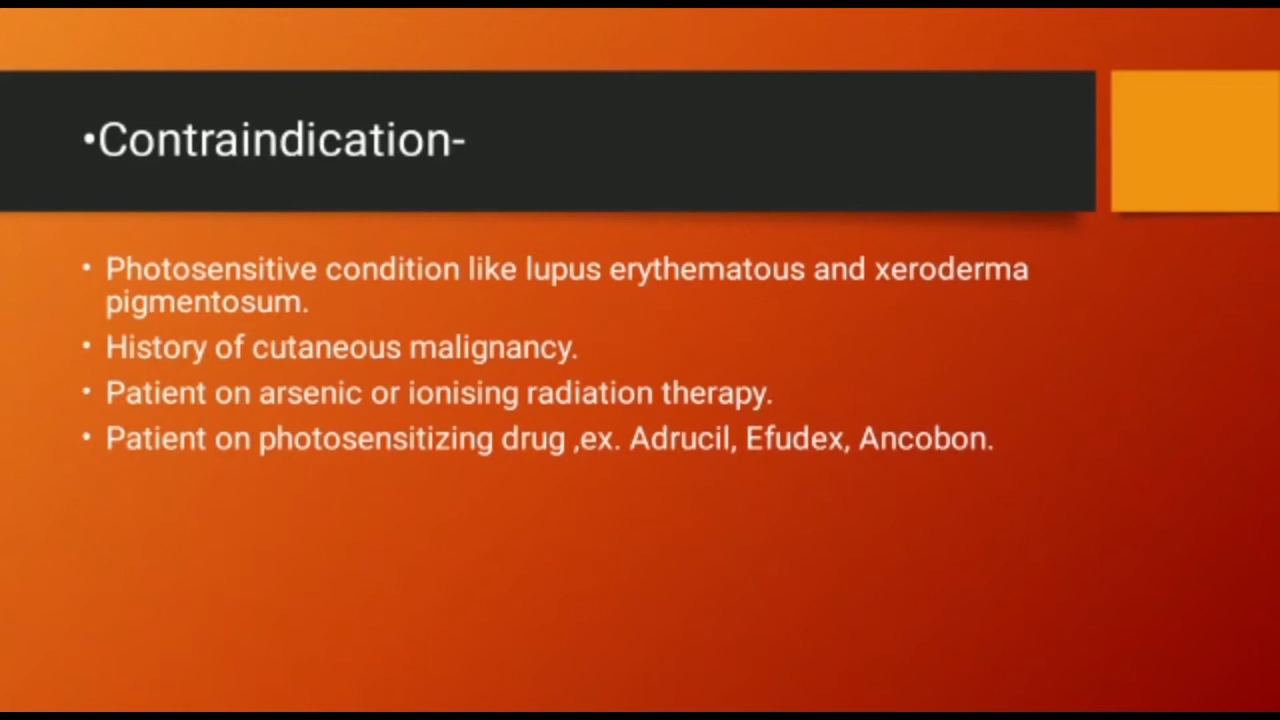 •Contraindication-
• Photosensitive condition like lupus erythematous and xeroderma
pigmentosum.
• History of cutaneous malignancy.
• Patient on arsenic or ionising radiation therapy.
• Patient on photosensitizing drug ,ex. Adrucil, Efudex, Ancobon.